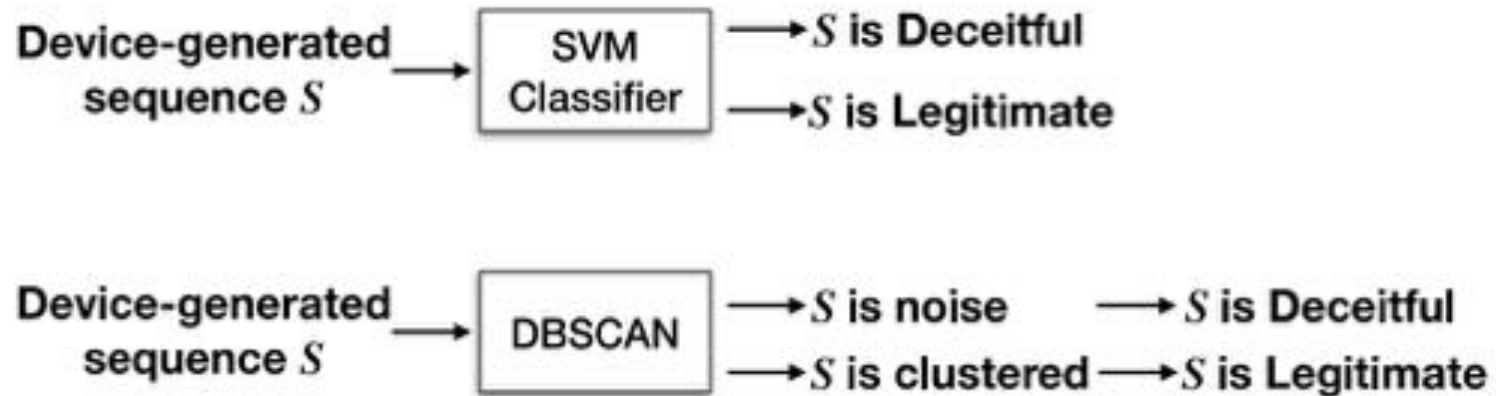 Device-generated
sequence S
SVM
Classifier
S is Deceitful
S is Legitimate
Device-generated
sequence S
DBSCAN
S is noise
S is Deceitful
S is clustered
S is Legitimate